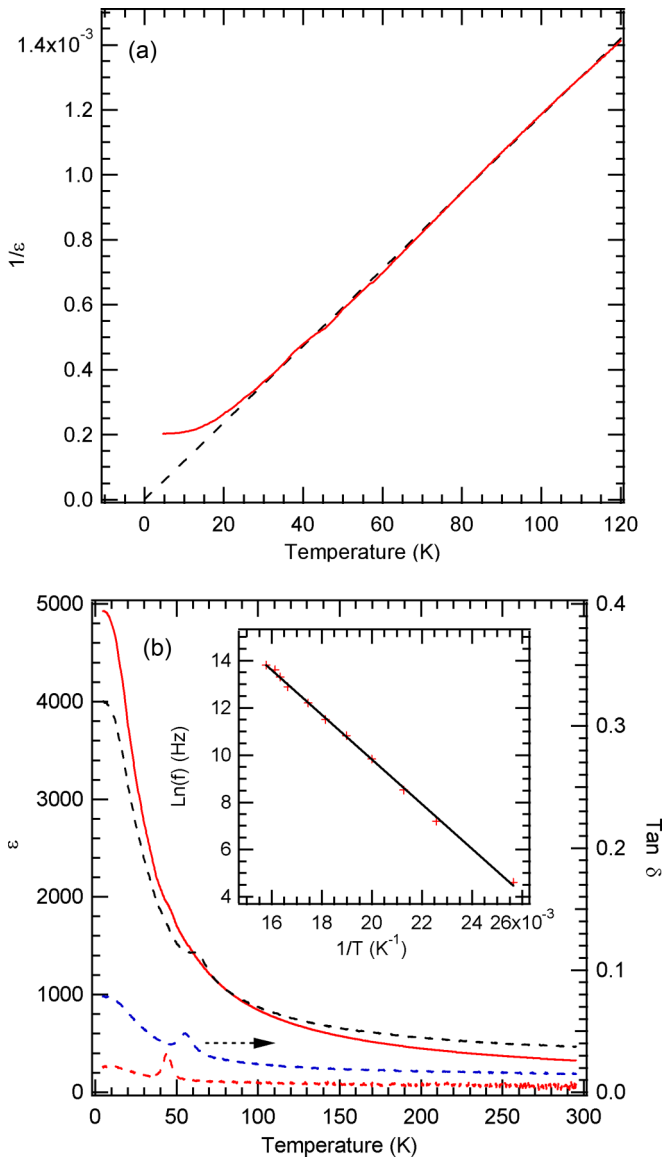 (a)
1.4x10-3
1.2
1.0
0.8
0.6
0.4
0.2
0.0
1/ε
0 20 40 60 80 100 120
Temperature (K)
(b)
5000
4000
3000
2000
1000
0
ε
0.4
0.3
0.2
0.1
0.0
Tan δ
14
12
10
8
6
4
Ln(f) (Hz)
16 18 20 22 24 26x10-3
1/T (K-1)
0 50 100 150 200 250 300
Temperature (K)